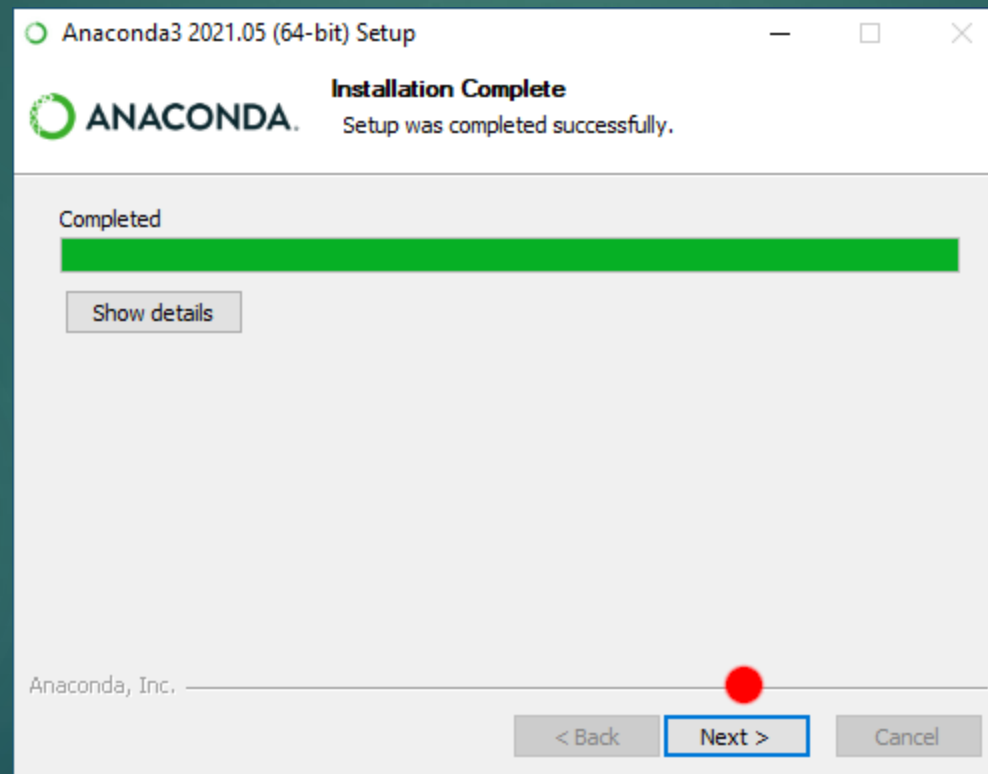 Anaconda3 2021.05 (64-bit) Setup
ANACONDA.
Installation Complete
Setup was completed successfully.
Completed
Show details
Anaconda, Inc.
< Back
Next >
Cancel